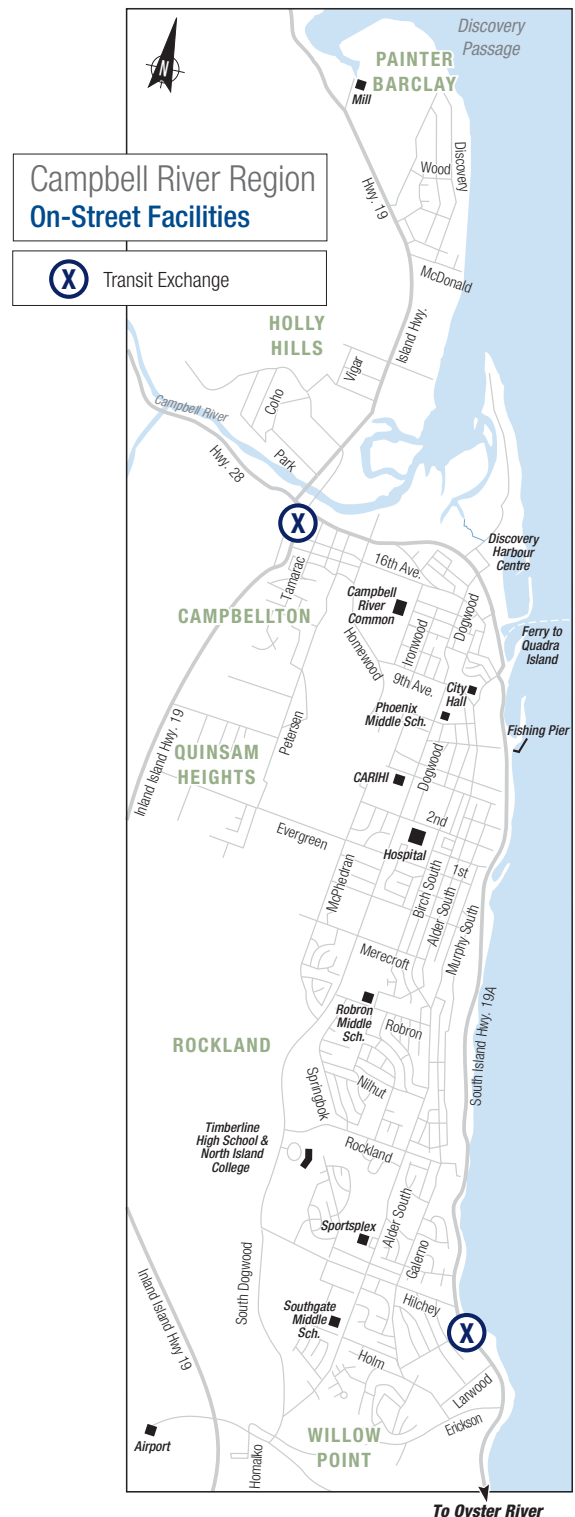 Discovery
Passage
PAINTER
BARCLAY
Mill
N
Discovery
Wood
Hwy. 19
Campbell River Region
On-Street Facilities
X Transit Exchange
McDonald
Island Hwy.
HOLLY
HILLS
Vigar
Coho
Campbell River
Park
Hwy. 28
X
Discovery
Harbour
Centre
16th Ave.
Tamarac
Campbell
River
Common
Dogwood
CAMPBELLTON
Ironwood
Homewood
Ferry to
Quadra
Island
9th Ave.
City
Hall
Phoenix
Middle Sch.
Fishing Pier
Petersen
Inland Island Hwy. 19
QUINSAM
HEIGHTS
Dogwood
CARIHI
2nd
Evergreen
Hospital
1st
McPhedran
Birch South
Alder South
Murphy South
Merecroft
Robron
Middle
Sch.
Robron
South Island Hwy. 19A
ROCKLAND
Nilhut
Springbok
Timberline
High School &
North Island
College
Rockland
Alder South
Sportsplex
Galerno
South Dogwood
Inland Island Hwy 19
Hilchey
Southgate
Middle
Sch.
X
Holm
Larwood
Erickson
WILLOW
POINT
Airport
Homalko
To Oyster River